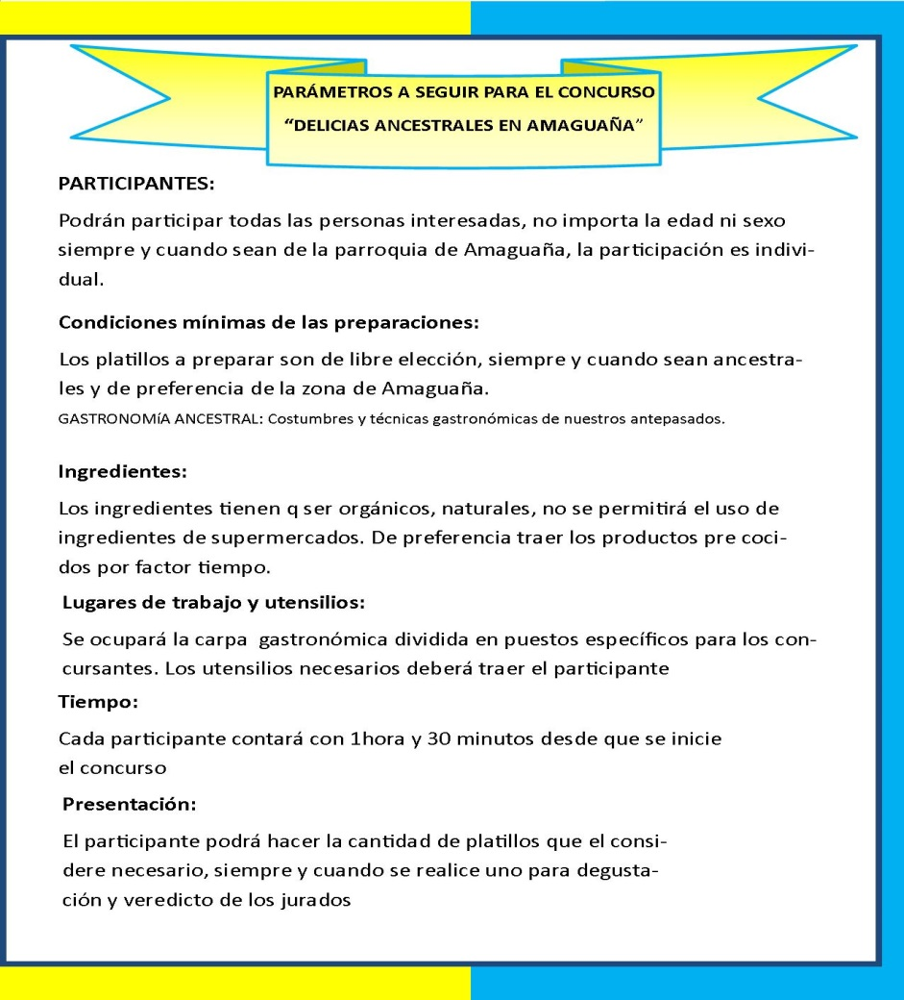 PARÁMETROS A SEGUIR PARA EL CONCURSO
“DELICIAS ANCESTRALES EN AMAGUAÑA”
PARTICIPANTES:
Podrán participar todas las personas interesadas, no importa la edad ni sexo
siempre y cuando sean de la parroquia de Amaguaña, la participación es indivi-
dual.
Condiciones mínimas de las preparaciones:
Los platillos a preparar son de libre elección, siempre y cuando sean ancestra-
les y de preferencia de la zona de Amaguaña.
GASTRONOMíA ANCESTRAL: Costumbres y técnicas gastronómicas de nuestros antepasados.
Ingredientes:
Los ingredientes tienen q ser orgánicos, naturales, no se permitirá el uso de
ingredientes de supermercados. De preferencia traer los productos pre coci-
dos por factor tiempo.
Lugares de trabajo y utensilios:
Se ocupará la carpa  gastronómica dividida en puestos específicos para los con-
cursantes. Los utensilios necesarios deberá traer el participante
Tiempo:
Cada participante contará con 1hora y 30 minutos desde que se inicie
el concurso
Presentación:
El participante podrá hacer la cantidad de platillos que el consi-
dere necesario, siempre y cuando se realice uno para degusta-
ción y veredicto de los jurados